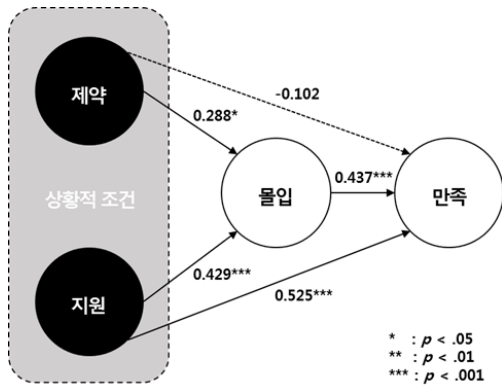 제약
-0.102
0.288*
상황적 조건
몰입
0.437***
만족
0.429***
지원
0.525***
* : p < .05
** : p < .01
*** : p < .001